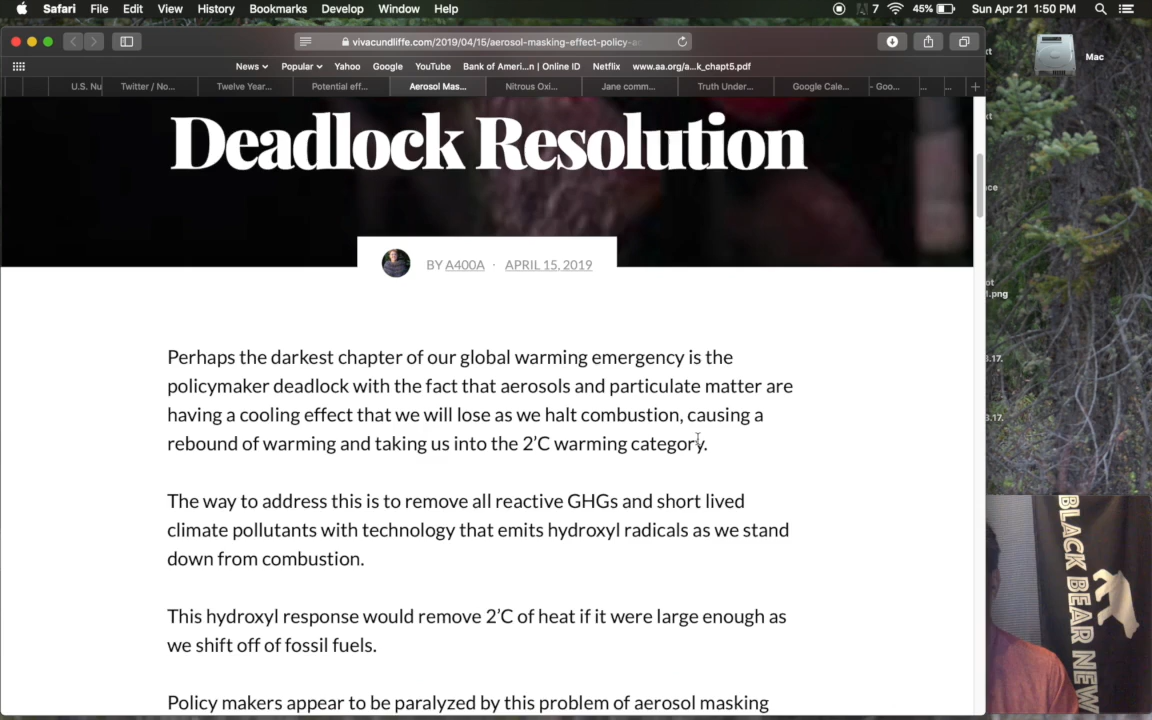 Safari File Edit View History Bookmarks Develop Window Help 7 45% Sun Apr 21 1:50 PM
vivacundliffe.com/2019/04/15/aerosol-masking-effect-policy-
News Popular Yahoo Google YouTube Bank of Ameri...n | Online ID Netflix www.aa.org/a...k_chapt5.pdf
U.S. Nu Twitter / No... Twelve Year... Potential eff... Aerosol Mas... Nitrous Oxi... Jane comm... Truth Under... Google Cale... - Goo... ... ...
Mac
Deadlock Resolution
BY A400A · APRIL 15, 2019
.png
Perhaps the darkest chapter of our global warming emergency is the
policymaker deadlock with the fact that aerosols and particulate matter are
having a cooling effect that we will lose as we halt combustion, causing a
rebound of warming and taking us into the 2'C warming category.
The way to address this is to remove all reactive GHGs and short lived
climate pollutants with technology that emits hydroxyl radicals as we stand
down from combustion.
This hydroxyl response would remove 2'C of heat if it were large enough as
we shift off of fossil fuels.
Policy makers appear to be paralyzed by this problem of aerosol masking
BLACK BEAR NEW